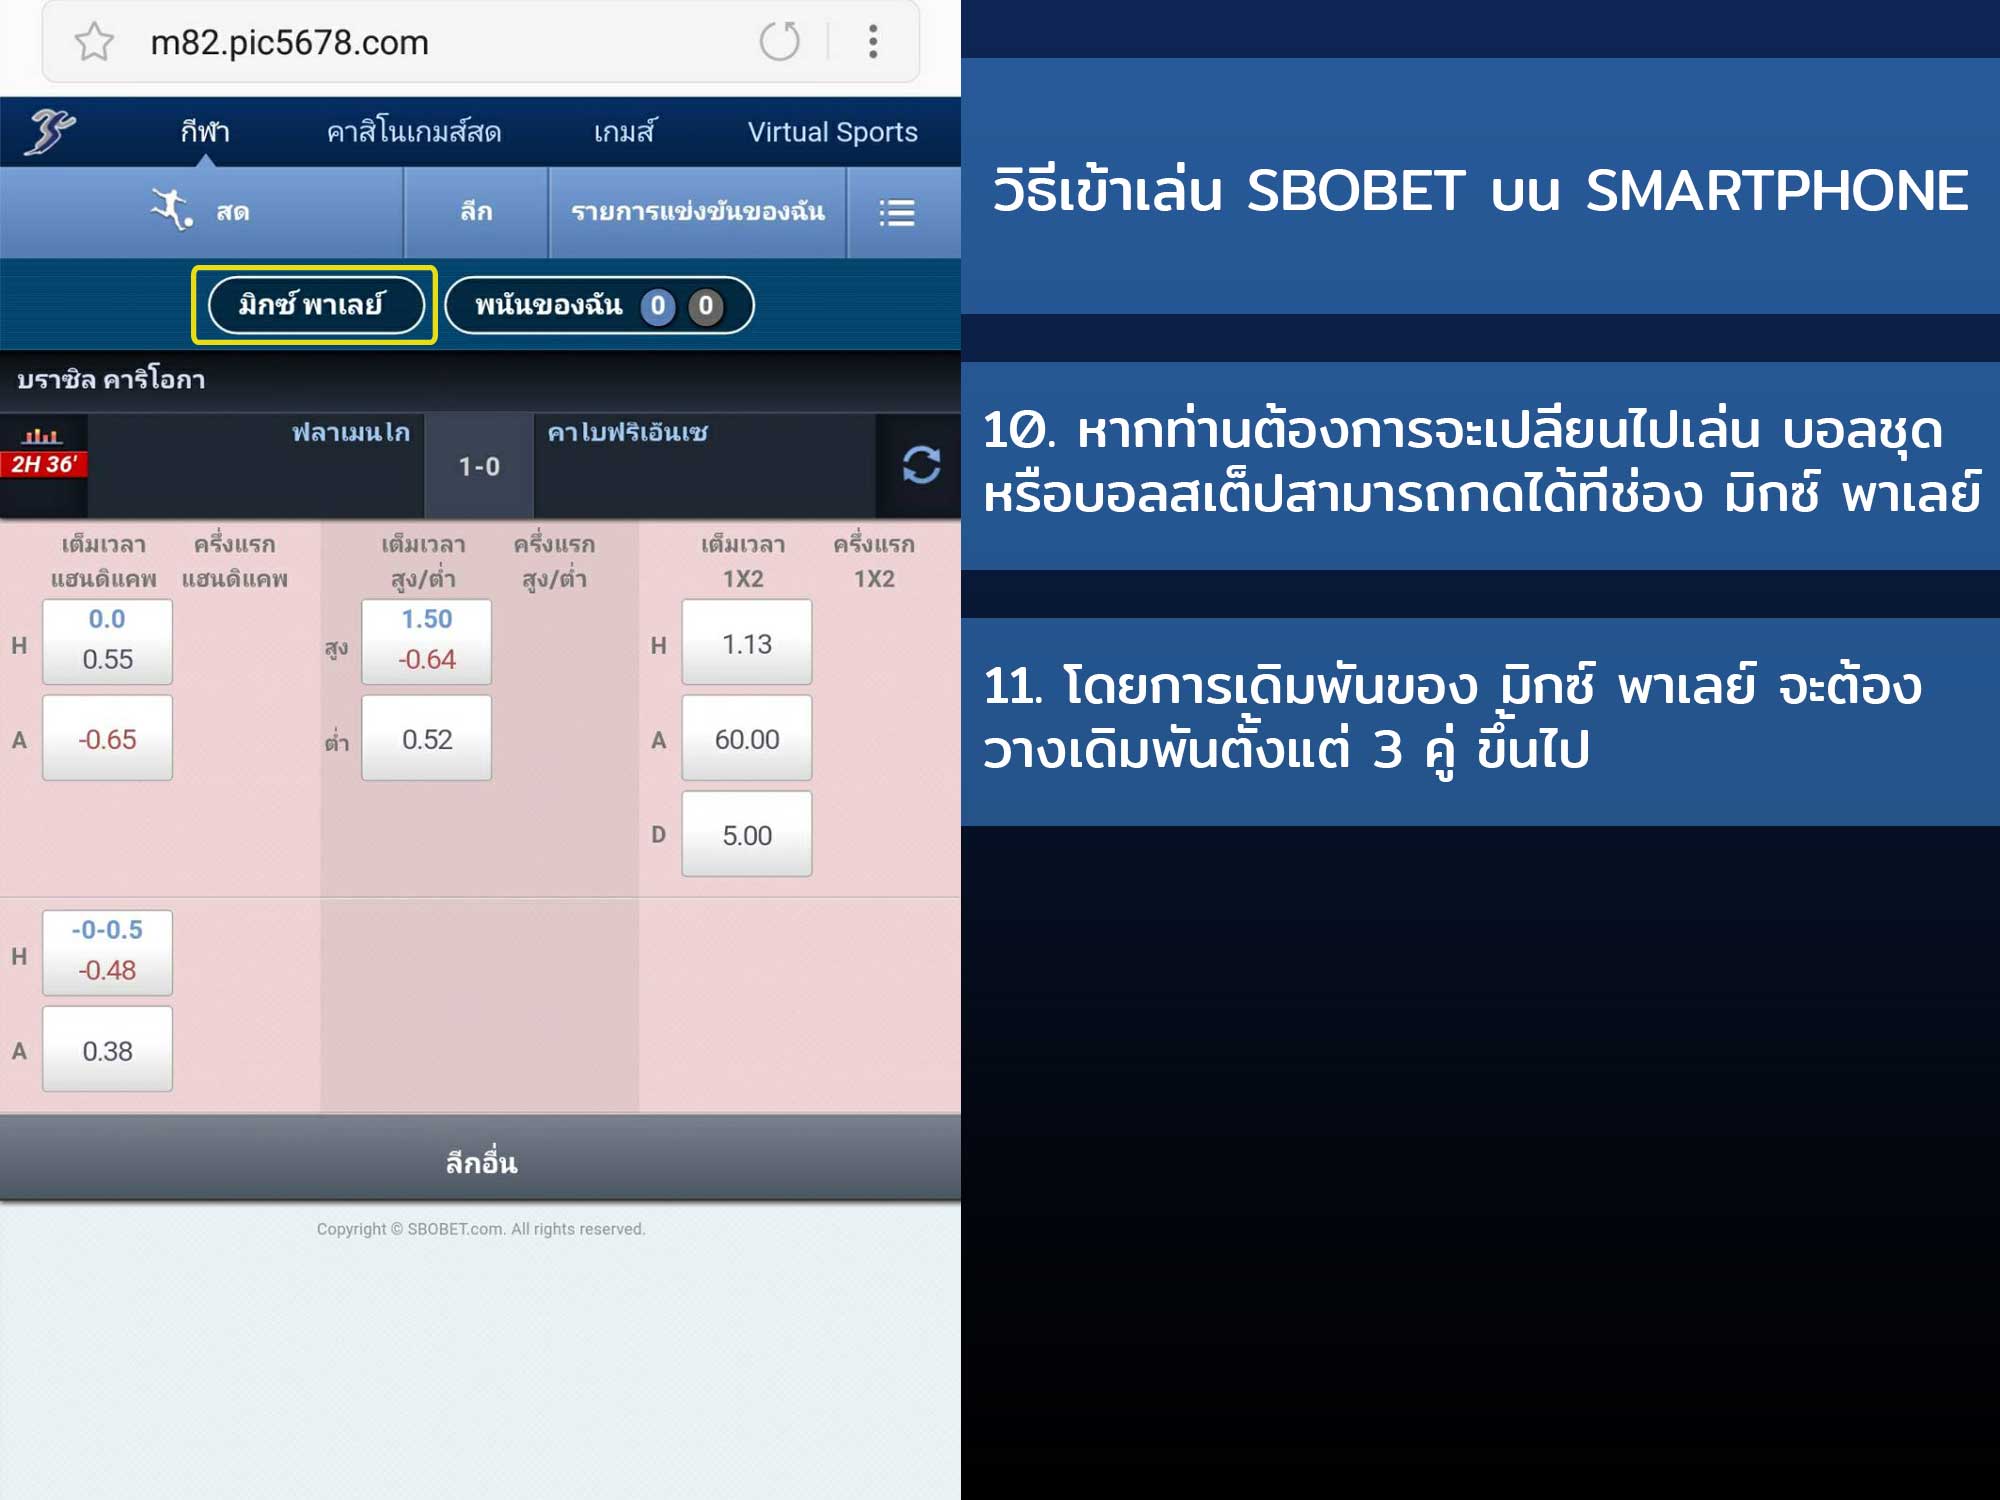 m82.pic5678.com
กีฬา คาสิโนเกมส์สด เกมส์ Virtual Sports
สด ลีก รายการแข่งขันของฉัน
มิกซ์ พาเลย์ พนันของฉัน 0 0
บราซิล คาริโอกา
2H 36' ฟลาเมนโก 1-0 คาโบฟริเอ้นเซ
เต็มเวลา ครึ่งแรก เต็มเวลา ครึ่งแรก เต็มเวลา ครึ่งแรก
แฮนดิแคพ แฮนดิแคพ สูง/ต่ำ สูง/ต่ำ 1X2 1X2
0.0 1.50
H 0.55 สูง -0.64 H 1.13
A -0.65 ต่ำ 0.52 A 60.00
D 5.00
-0-0.5
H -0.48
A 0.38
ลีกอื่น
Copyright © SBOBET.com. All rights reserved.
วิธีเข้าเล่น SBOBET บน SMARTPHONE
10. หากท่านต้องการจะเปลี่ยนไปเล่น บอลชุด
หรือบอลสเต็ปสามารถกดได้ที่ช่อง มิกซ์ พาเลย์
11. โดยการเดิมพันของ มิกซ์ พาเลย์ จะต้อง
วางเดิมพันตั้งแต่ 3 คู่ ขึ้นไป